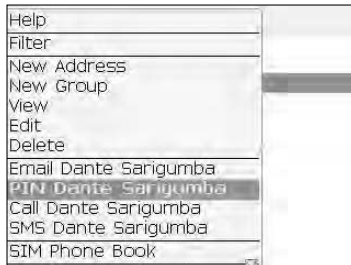 Help
Filter
New Address
New Group
View
Edit
Delete
Email Dante Sarigumba
PIN Dante Sarigumba
Call Dante Sarigumba
SMS Dante Sarigumba
SIM Phone Book